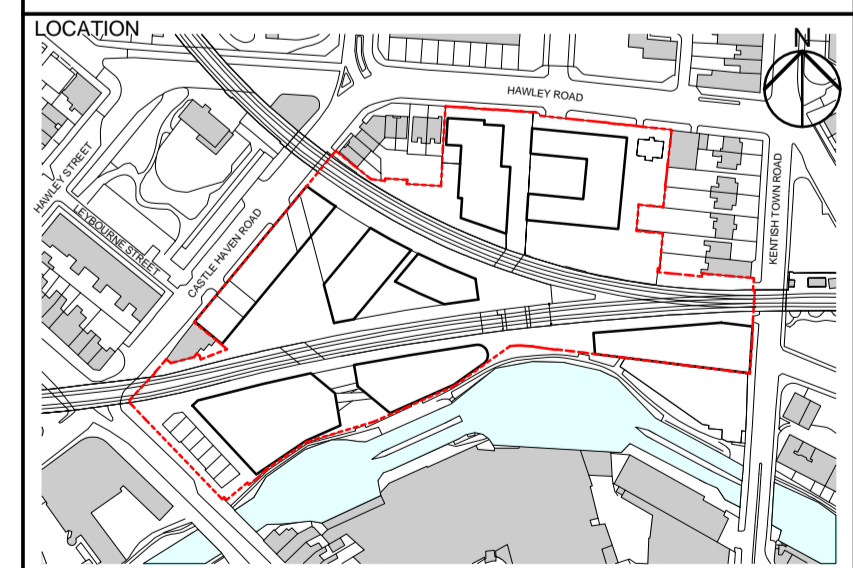 LOCATION
N
HAWLEY ROAD
HAWLEY STREET
LEYBOURNE STREET
CASTLE HAVEN ROAD
KENTISH TOWN ROAD